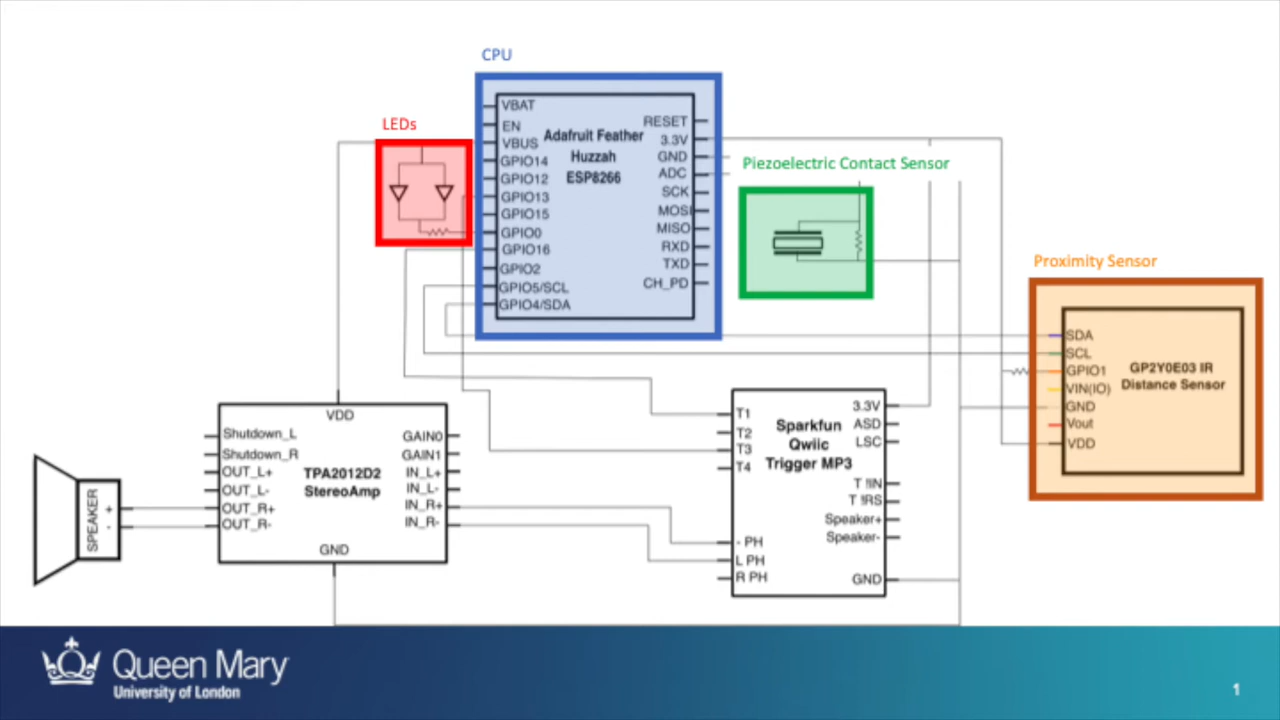 CPU
LEDs
VBAT
EN
VBUS
GPIO14
GPIO12
GPIO13
GPIO15
GPIO0
GPIO16
GPIO2
GPIO5/SCL
GPIO4/SDA
Adafruit Feather
Huzzah
ESP8266
RESET
3.3V
GND
ADC
SCK
MOSI
MISO
RXD
TXD
CH_PD
Piezoelectric Contact Sensor
Proximity Sensor
SDA
SCL
GPIO1
VIN(IO)
GND
Vout
VDD
GP2Y0E03 IR
Distance Sensor
SPEAKER
+
-
VDD
Shutdown_L
Shutdown_R
OUT_L+
OUT_L-
OUT_R+
OUT_R-
TPA2012D2
StereoAmp
GAIN0
GAIN1
IN_L+
IN_L-
IN_R+
IN_R-
GND
T1
T2
T3
T4
- PH
L PH
R PH
Sparkfun
Qwiic
Trigger MP3
3.3V
ASD
LSC
T !IN
T !RS
Speaker+
Speaker-
GND
Queen Mary
University of London
1